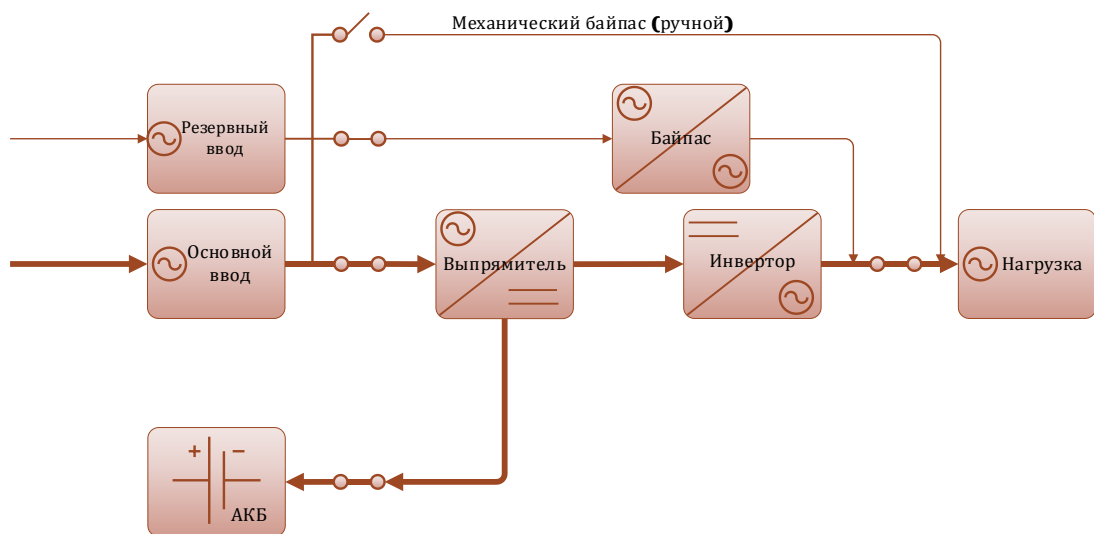 Механический байпас (ручной)
Резервный
ввод
Байпас
Основной
ввод
Выпрямитель
Инвертор
Нагрузка
+ −
АКБ